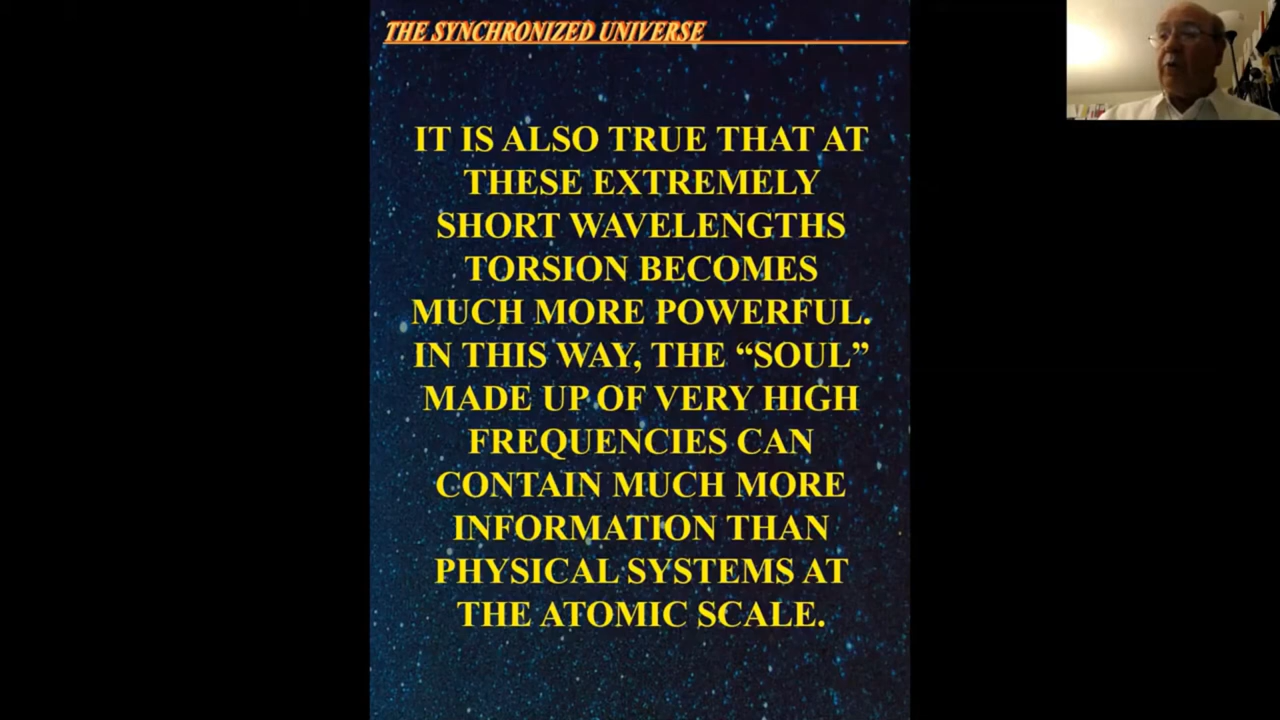 THE SYNCHRONIZED UNIVERSE
IT IS ALSO TRUE THAT AT
THESE EXTREMELY
SHORT WAVELENGTHS
TORSION BECOMES
MUCH MORE POWERFUL.
IN THIS WAY, THE “SOUL”
MADE UP OF VERY HIGH
FREQUENCIES CAN
CONTAIN MUCH MORE
INFORMATION THAN
PHYSICAL SYSTEMS AT
THE ATOMIC SCALE.